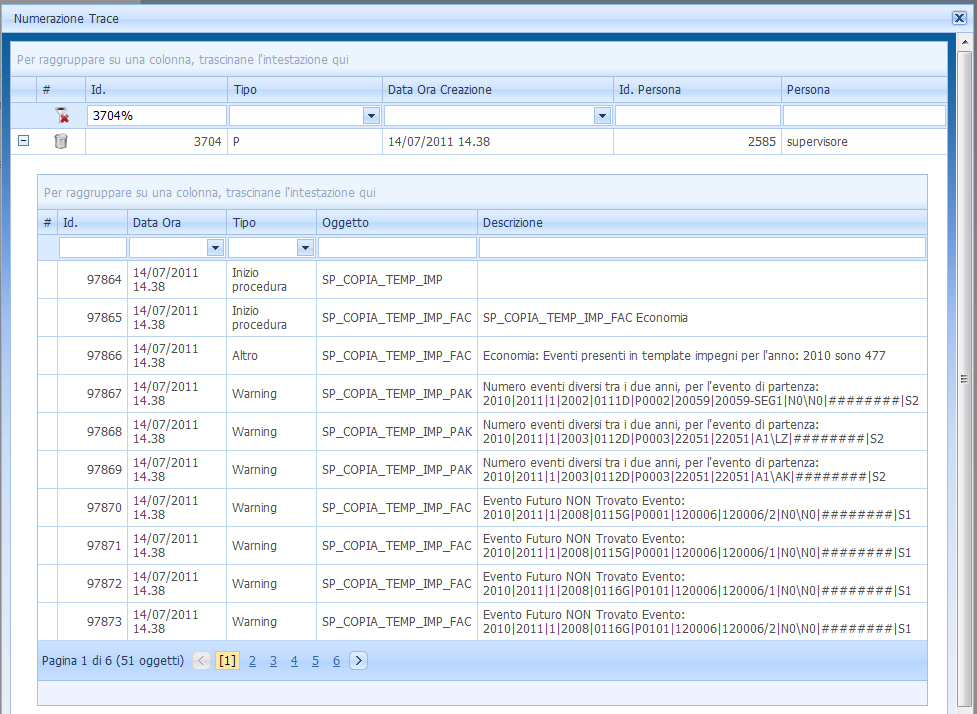 Numerazione Trace
Per raggruppare su una colonna, trascinane l'intestazione qui
# Id. Tipo Data Ora Creazione Id. Persona Persona
3704%
3704 P 14/07/2011 14.38 2585 supervisore
Per raggruppare su una colonna, trascinane l'intestazione qui
# Id. Data Ora Tipo Oggetto Descrizione
97864 14/07/2011 14.38 Inizio procedura SP_COPIA_TEMP_IMP
97865 14/07/2011 14.38 Inizio procedura SP_COPIA_TEMP_IMP_FAC SP_COPIA_TEMP_IMP_FAC Economia
97866 14/07/2011 14.38 Altro SP_COPIA_TEMP_IMP_FAC Economia: Eventi presenti in template impegni per l'anno: 2010 sono 477
97867 14/07/2011 14.38 Warning SP_COPIA_TEMP_IMP_PAK Numero eventi diversi tra i due anni, per l'evento di partenza:
2010|2011|1|2002|0111D|P0002|20059|20059-SEG1|N0\N0|########|S2
97868 14/07/2011 14.38 Warning SP_COPIA_TEMP_IMP_PAK Numero eventi diversi tra i due anni, per l'evento di partenza:
2010|2011|1|2003|0112D|P0003|22051|22051|A1\LZ|########|S2
97869 14/07/2011 14.38 Warning SP_COPIA_TEMP_IMP_PAK Numero eventi diversi tra i due anni, per l'evento di partenza:
2010|2011|1|2003|0112D|P0003|22051|22051|A1\AK|########|S2
97870 14/07/2011 14.38 Warning SP_COPIA_TEMP_IMP_FAC Evento Futuro NON Trovato Evento:
2010|2011|1|2008|0115G|P0001|120006|120006/2|N0\N0|########|S1
97871 14/07/2011 14.38 Warning SP_COPIA_TEMP_IMP_FAC Evento Futuro NON Trovato Evento:
2010|2011|1|2008|0115G|P0001|120006|120006/1|N0\N0|########|S1
97872 14/07/2011 14.38 Warning SP_COPIA_TEMP_IMP_FAC Evento Futuro NON Trovato Evento:
2010|2011|1|2008|0116G|P0101|120006|120006/1|N0\N0|########|S1
97873 14/07/2011 14.38 Warning SP_COPIA_TEMP_IMP_FAC Evento Futuro NON Trovato Evento:
2010|2011|1|2008|0116G|P0101|120006|120006/2|N0\N0|########|S1
Pagina 1 di 6 (51 oggetti) < [1] 2 3 4 5 6 >